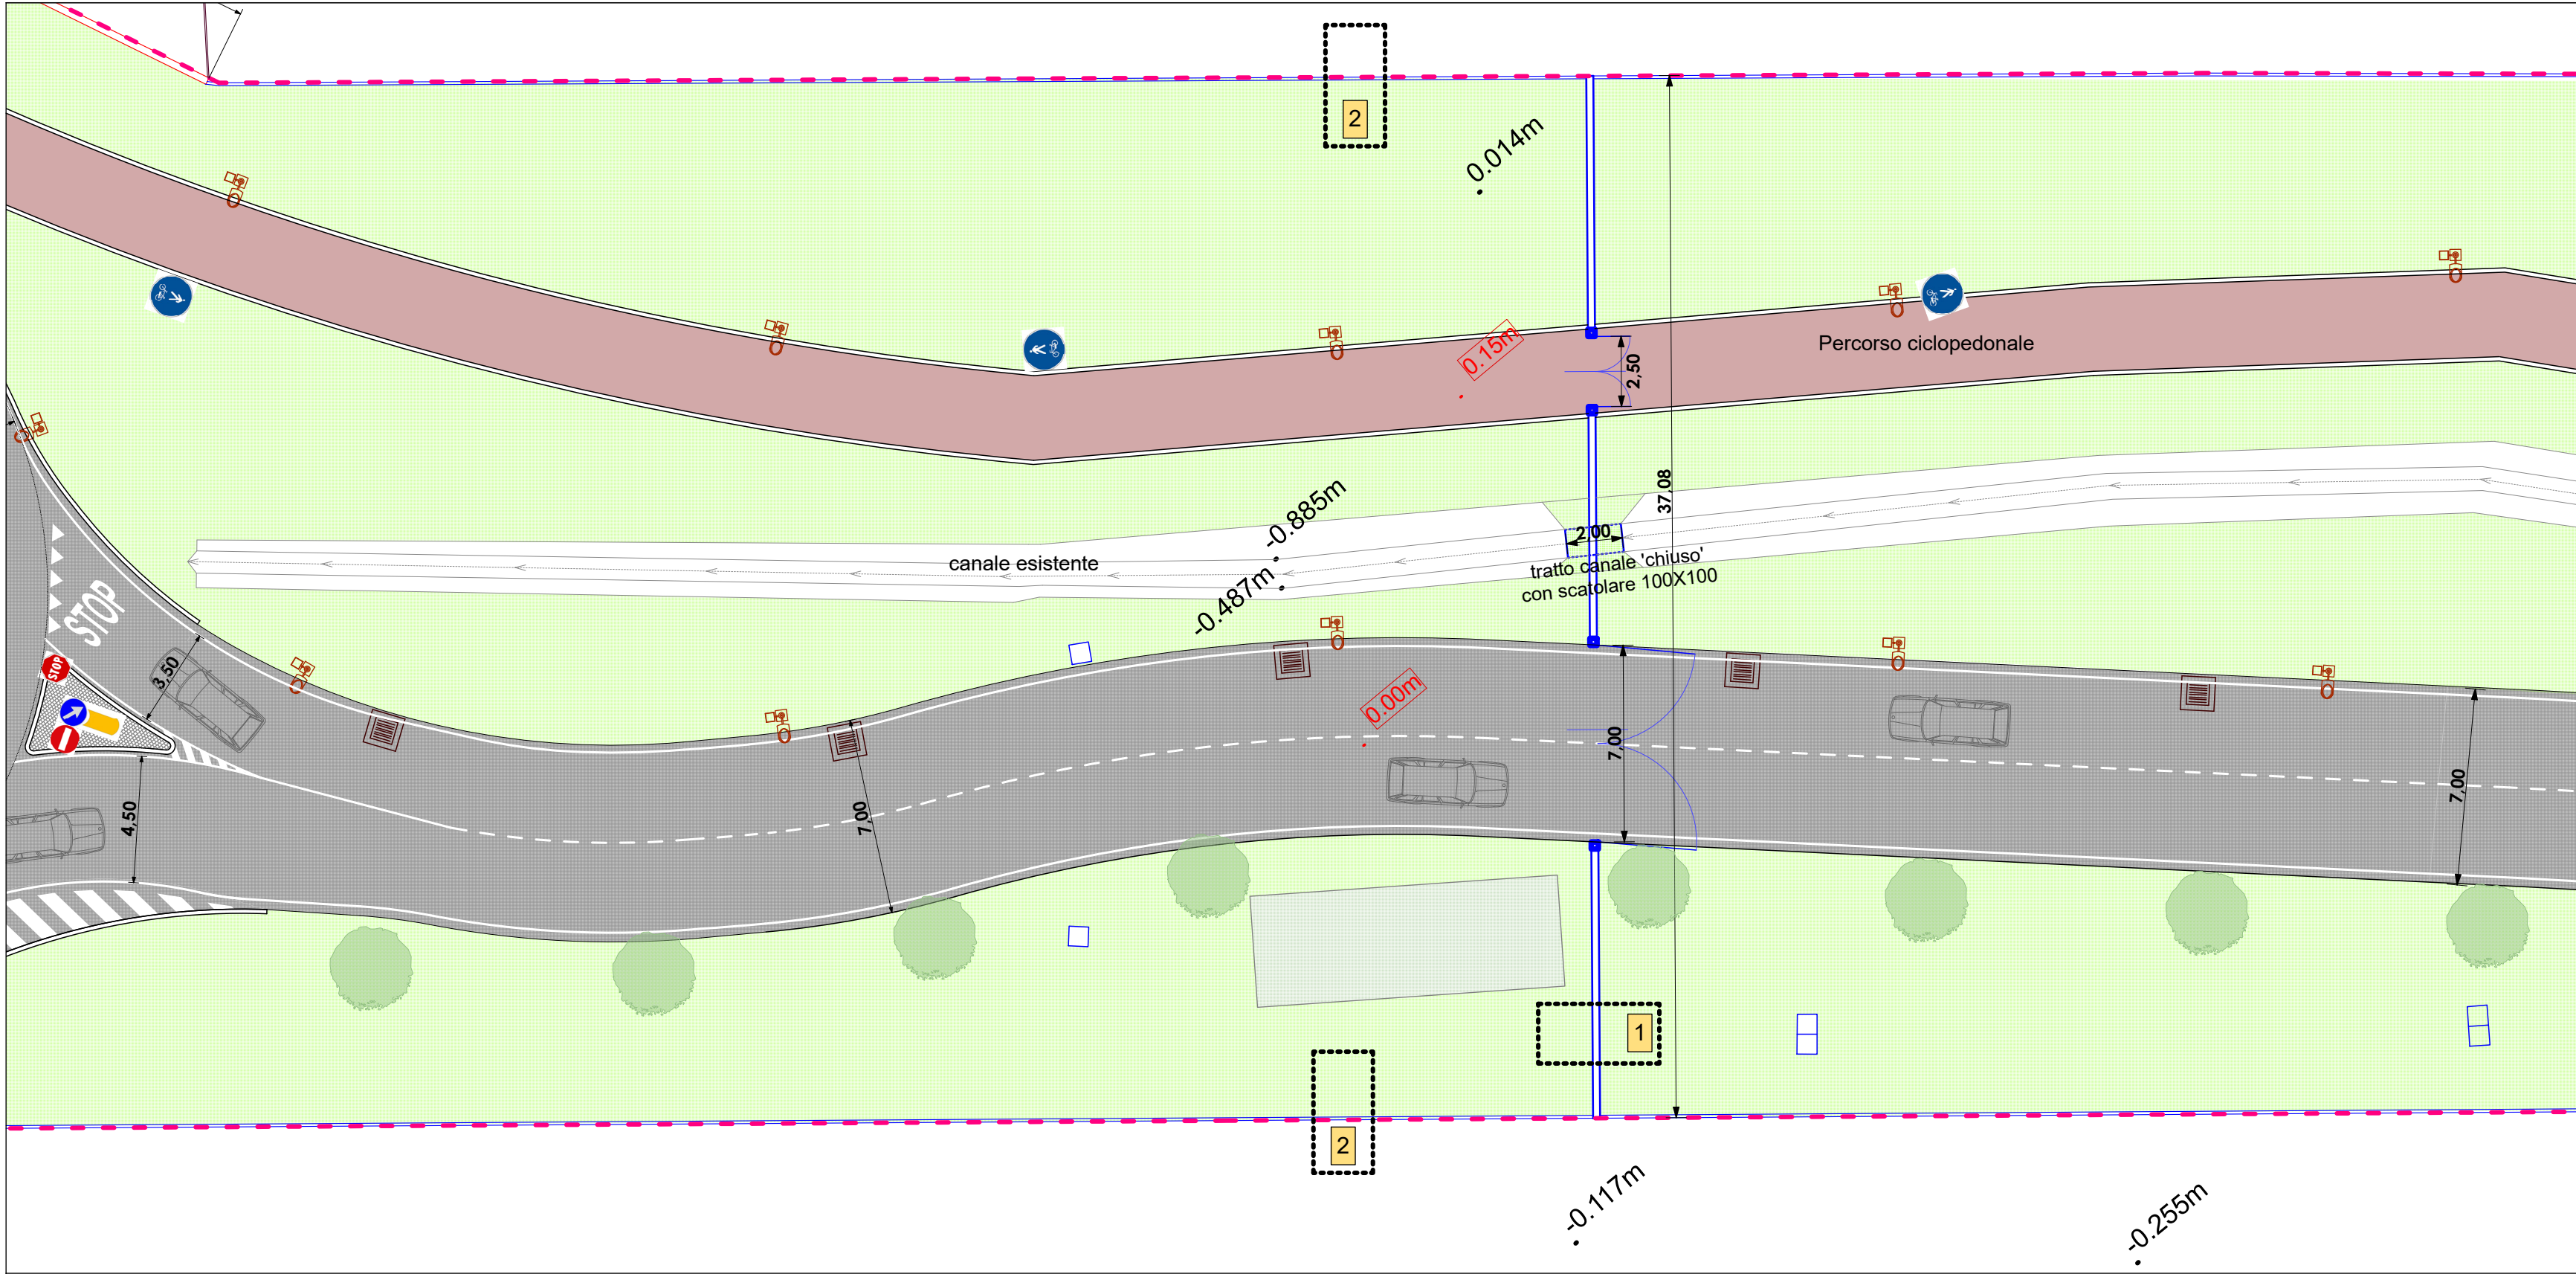 2
0.014m
0.15m
2,50
Percorso ciclopedonale
37,08
-0.885m
2,00
canale esistente
tratto canale 'chiuso'
con scatolare 100X100
-0.487m
STOP
STOP
3,50
0.00m
7,00
7,00
7,00
4,50
1
2
-0.117m
-0.255m